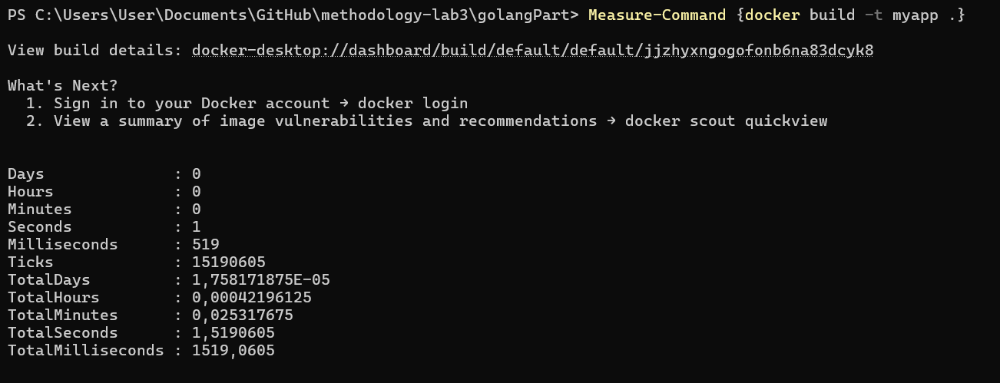 PS C:\Users\User\Documents\GitHub\methodology-lab3\golangPart> Measure-Command {docker build -t myapp .}
View build details: docker-desktop://dashboard/build/default/default/jjzhyxngogofonb6na83dcyk8
What's Next?
  1. Sign in to your Docker account → docker login
  2. View a summary of image vulnerabilities and recommendations → docker scout quickview
Days              : 0
Hours             : 0
Minutes           : 0
Seconds           : 1
Milliseconds      : 519
Ticks             : 15190605
TotalDays         : 1,758171875E-05
TotalHours        : 0,00042196125
TotalMinutes      : 0,025317675
TotalSeconds      : 1,5190605
TotalMilliseconds : 1519,0605